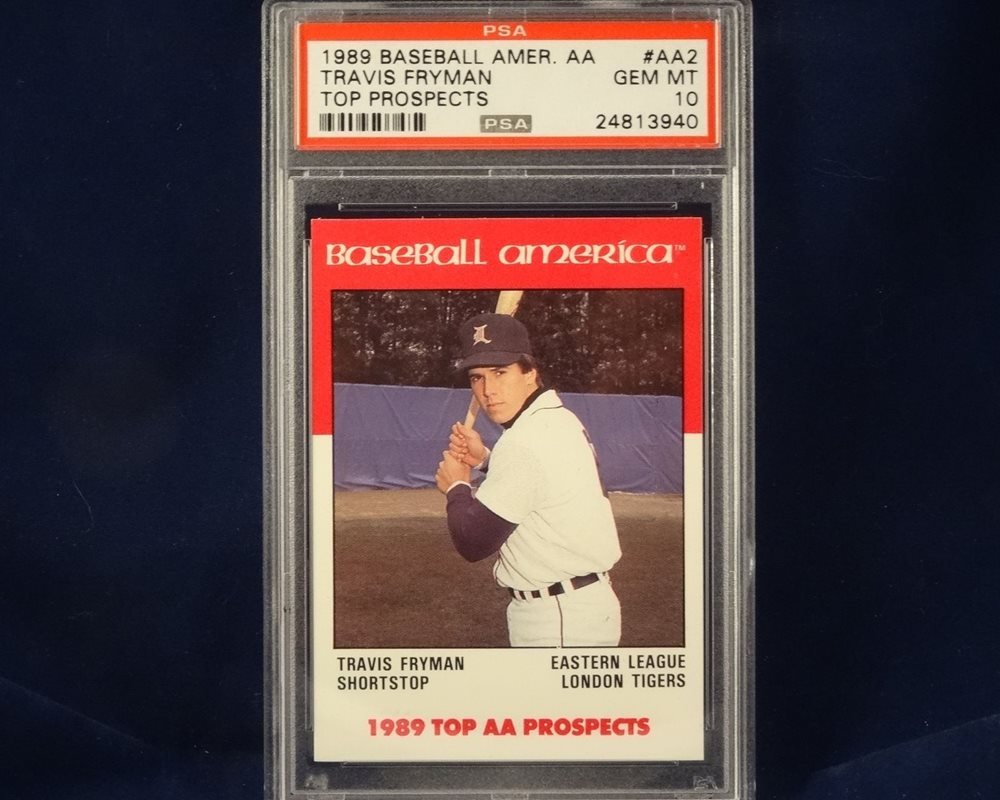 PSA
1989 BASEBALL AMER. AA #AA2
TRAVIS FRYMAN GEM MT
TOP PROSPECTS 10
PSA 24813940
BaseBall america™
L
TRAVIS FRYMAN EASTERN LEAGUE
SHORTSTOP LONDON TIGERS
1989 TOP AA PROSPECTS